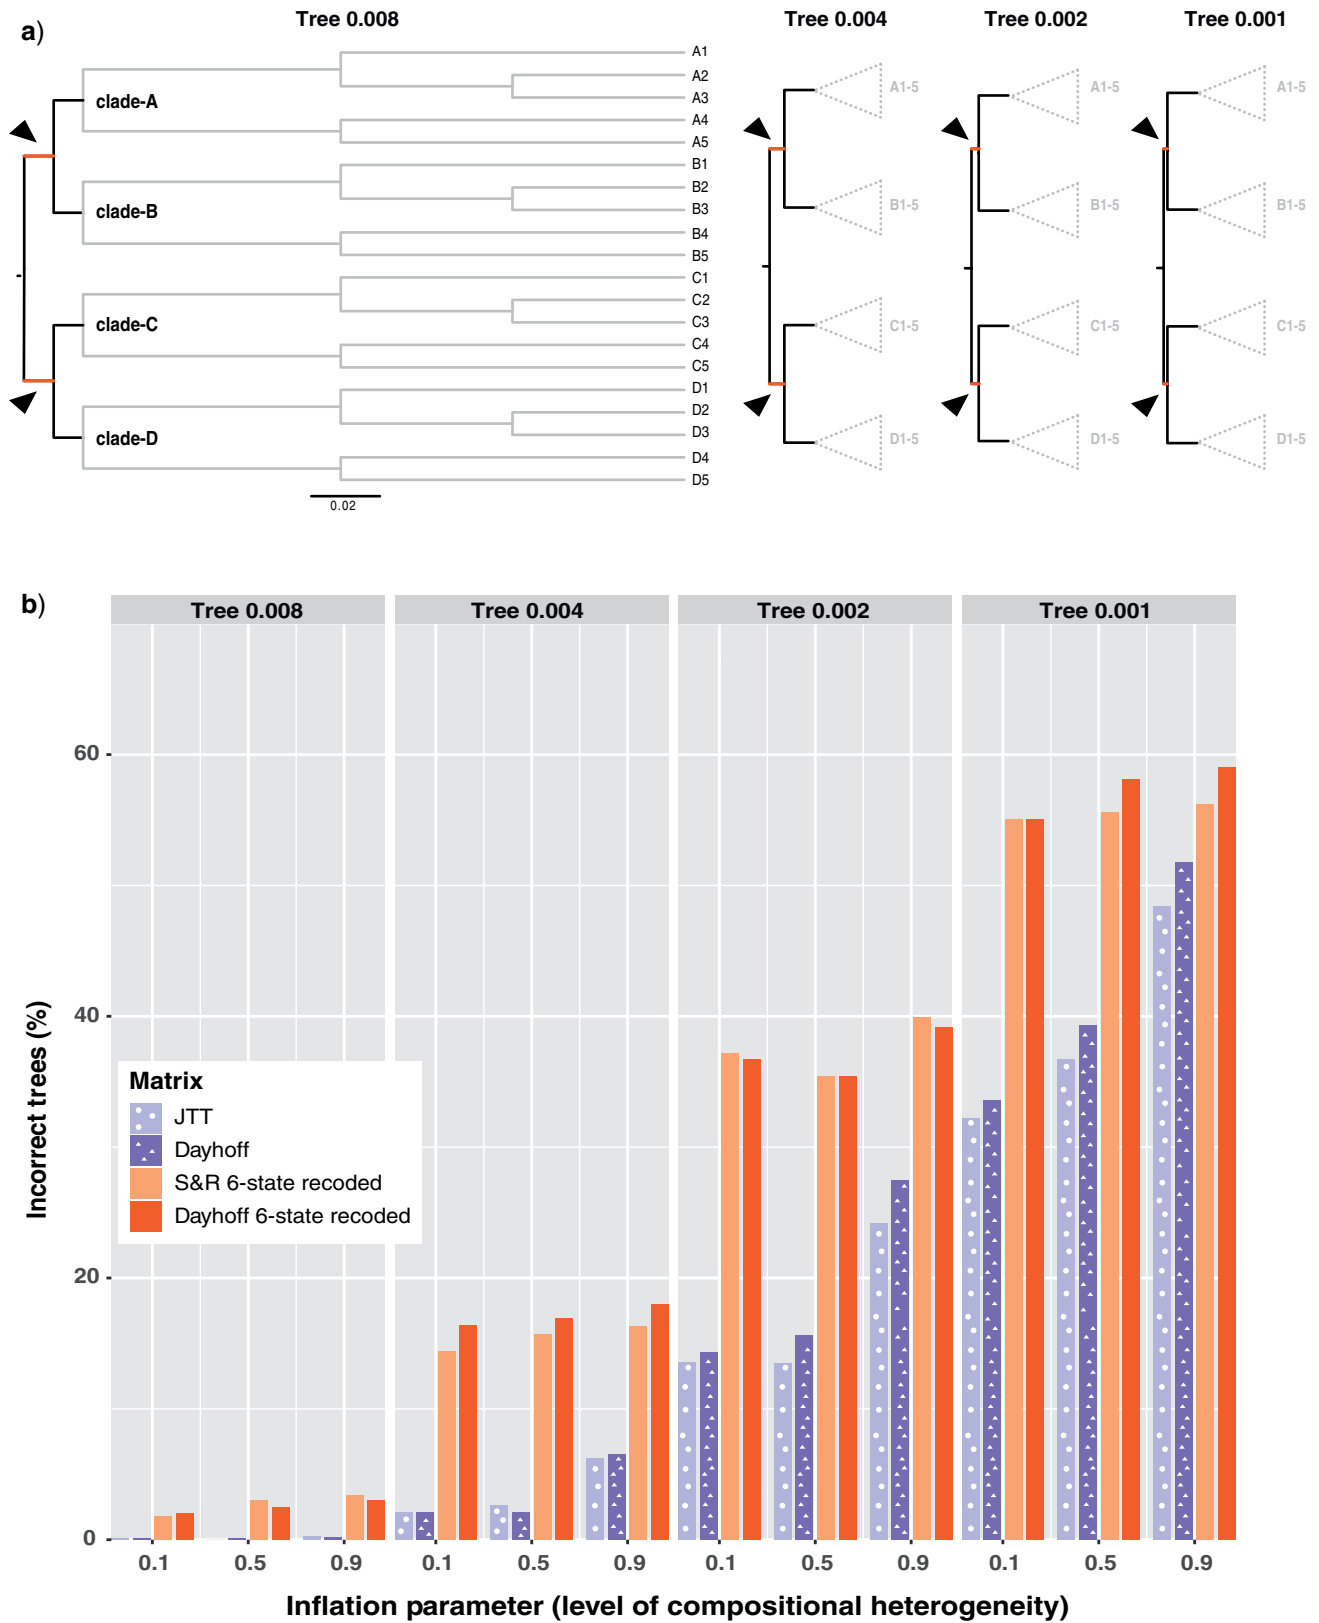 a)
Tree 0.008
Tree 0.004
Tree 0.002
Tree 0.001
clade-A
clade-B
clade-C
clade-D
A1
A2
A3
A4
A5
B1
B2
B3
B4
B5
C1
C2
C3
C4
C5
D1
D2
D3
D4
D5
0.02
A1-5
B1-5
C1-5
D1-5
A1-5
B1-5
C1-5
D1-5
A1-5
B1-5
C1-5
D1-5
b)
Tree 0.008
Tree 0.004
Tree 0.002
Tree 0.001
Incorrect trees (%)
60
40
20
0
Matrix
JTT
Dayhoff
S&R 6-state recoded
Dayhoff 6-state recoded
0.1 0.5 0.9 0.1 0.5 0.9 0.1 0.5 0.9 0.1 0.5 0.9
Inflation parameter (level of compositional heterogeneity)